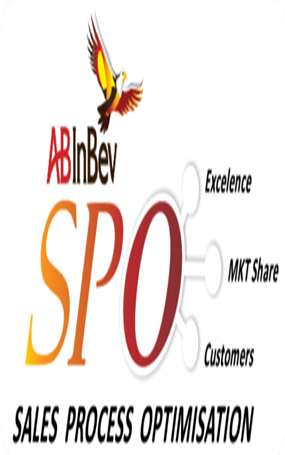 ABInBev
SPO
Excelence
MKT Share
Customers
SALES PROCESS OPTIMISATION